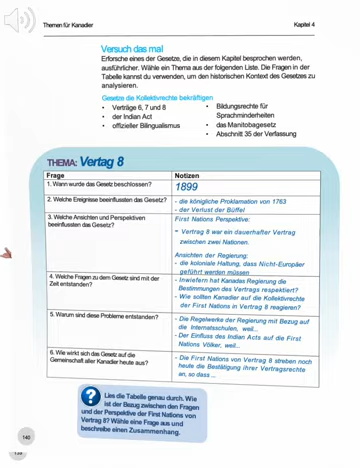 Themen für Kanadier
Kapitel 4
Versuch das mal
Erforsche eines der Gesetze, die in diesem Kapitel besprochen werden,
ausführlicher. Wähle ein Thema aus der folgenden Liste. Die Fragen in der
Tabelle kannst du verwenden, um den historischen Kontext des Gesetzes zu
analysieren.
Gesetze die Kollektivrechte bekräftigen
• Verträge 6, 7 und 8
• der Indian Act
• offizieller Bilingualismus
• Bildungsrechte für
Sprachminderheiten
• das Manitobagesetz
• Abschnitt 35 der Verfassung
THEMA: Vertag 8
Frage
Notizen
1. Wann wurde das Gesetz beschlossen?
1899
2. Welche Ereignise beeinflussten das Gesetz?
- die königliche Proklamation von 1763
- der Verlust der Büffel
3. Welche Ansichten und Perspektiven
beeinflussten das Gesetz?
First Nations Perspective:
- Vertrag 8 war ein dauerhafter Vertrag
zwischen zwei Nationen.
Ansichten der Regierung:
- die koloniale Haltung, dass Nicht-Europäer
geführt werden müssen
4. Welche Fragen zu dem Gesetz sind mit der
Zeit entstanden?
- Inwiefern hat Kanadas Regierung die
Bestimmungen des Vertrags respektiert?
- Wie sollten Kanadier auf die Kollektivrechte
der First Nations in Vertrag 8 reagieren?
5. Warum sind diese Probleme entstanden?
- Die Regelwerke der Regierung mit Bezug auf
die Internatsschulen, weil...
- Der Einfluss des Indian Acts auf die First
Nations Völker, weil...
6. Wie wirkt sich das Gesetz auf die
Gemeinschaft aller Kanadier heute aus?
- Die First Nations von Vertrag 8 streben noch
heute die Bestätigung ihrer Vertragsrechte
an, so dass ...
?
Lies die Tabelle genau durch. Wie
ist der Bezug zwischen den Fragen
und der Perspektive der First Nations von
Vertrag 8? Wähle eine Frage aus und
beschreibe einen Zusammenhang.
140